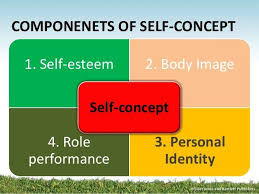 COMPONENETS OF SELF-CONCEPT
1. Self-esteem
2. Body Image
Self-concept
4. Role
performance
3. Personal
Identity